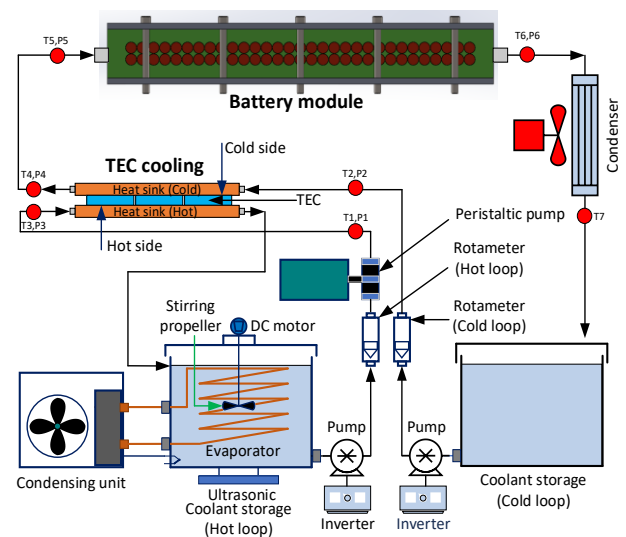 T5,P5
T6,P6
Battery module
Condenser
Cold side
TEC cooling
T4,P4
Heat sink (Cold)
T2,P2
TEC
Heat sink (Hot)
T3,P3
T1,P1
T7
Hot side
Peristaltic pump
Rotameter
(Hot loop)
Rotameter
(Cold loop)
Stirring
propeller
DC motor
Evaporator
Pump
Pump
Condensing unit
Ultrasonic
Coolant storage
(Hot loop)
Inverter
Inverter
Coolant storage
(Cold loop)